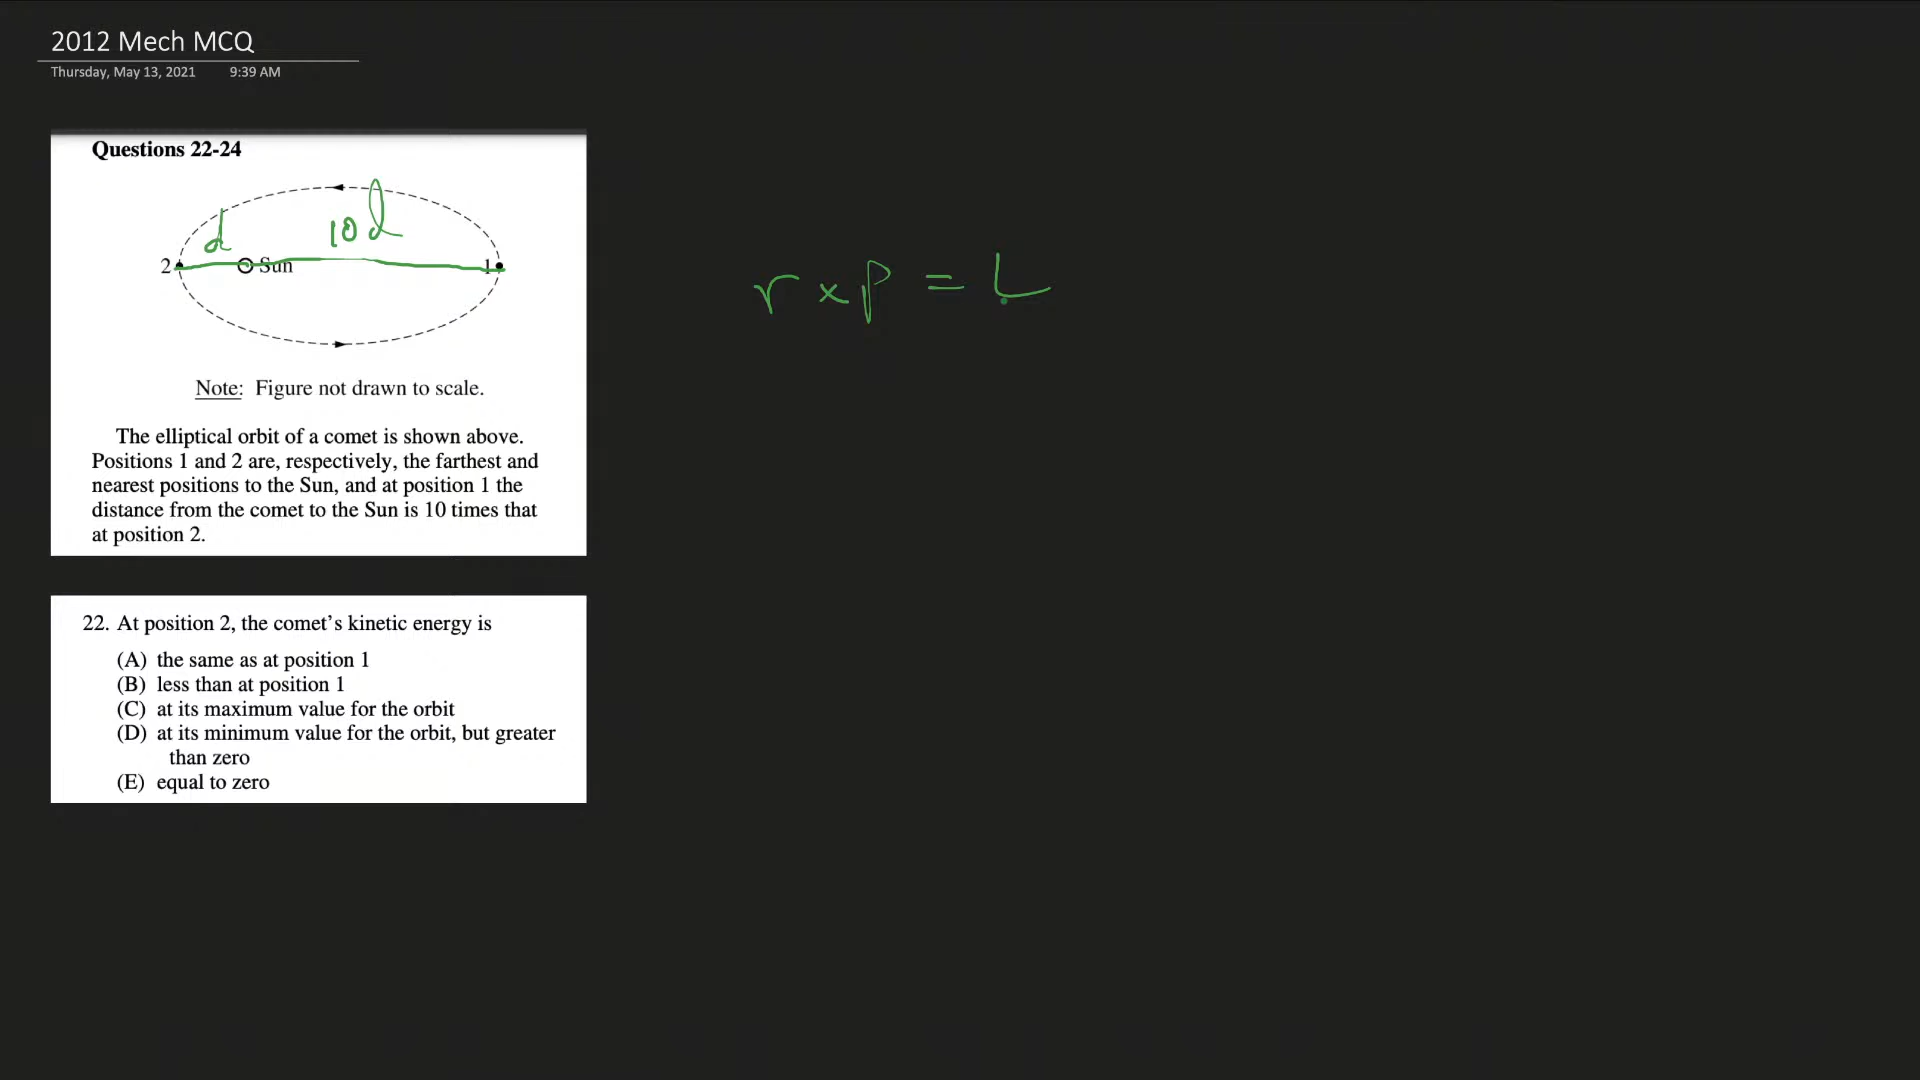 2012 Mech MCQ
Thursday, May 13, 2021 9:39 AM
Questions 22-24
d 10d
2 Sun 1
Note: Figure not drawn to scale.
The elliptical orbit of a comet is shown above.
Positions 1 and 2 are, respectively, the farthest and
nearest positions to the Sun, and at position 1 the
distance from the comet to the Sun is 10 times that
at position 2.
r × p = L
22. At position 2, the comet's kinetic energy is
(A) the same as at position 1
(B) less than at position 1
(C) at its maximum value for the orbit
(D) at its minimum value for the orbit, but greater
than zero
(E) equal to zero